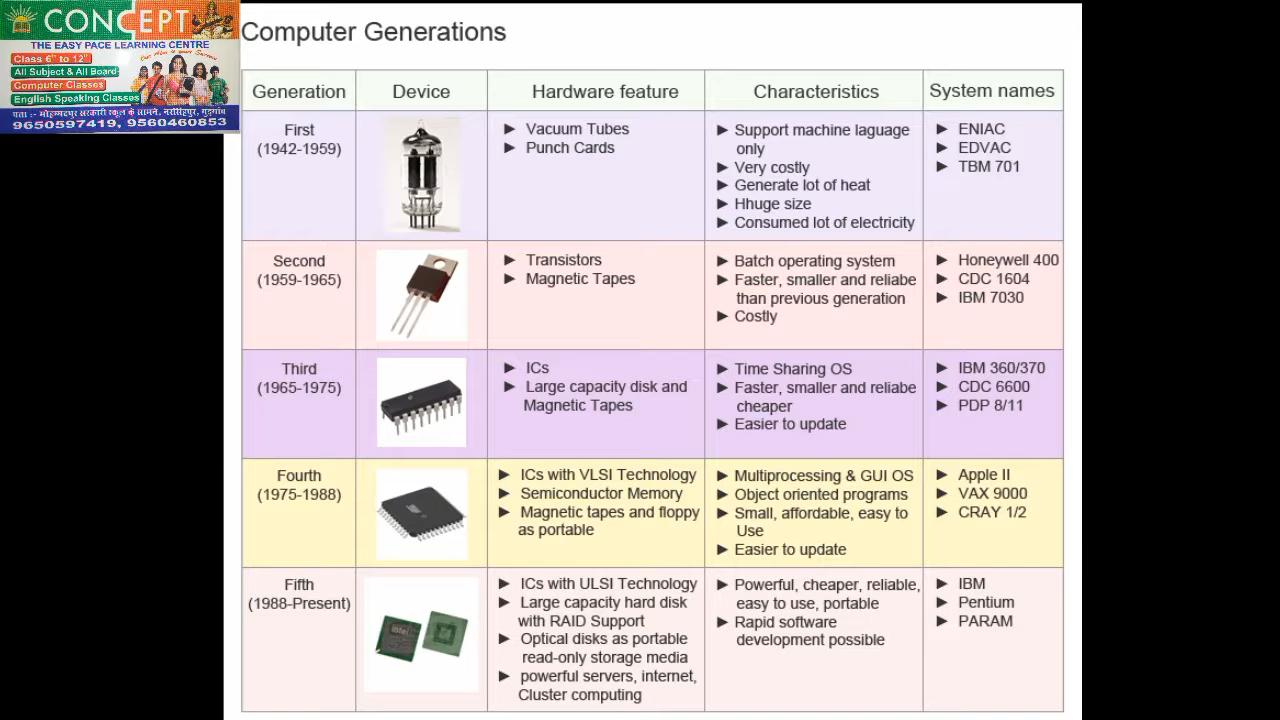 CONCEPT
THE EASY PACE LEARNING CENTRE
Class 6th to 12th
All Subject & All Board
Computer Classes
English Speaking Classes
पता :- मोहम्मदपुर सरकारी स्कूल के सामने, नरसिंहपुर, गुड़गाँव
9650597419, 9560460853
Computer Generations
Generation Device Hardware feature Characteristics System names
First
(1942-1959)
► Vacuum Tubes
► Punch Cards
► Support machine laguage
only
► Very costly
► Generate lot of heat
► Hhuge size
► Consumed lot of electricity
► ENIAC
► EDVAC
► TBM 701
Second
(1959-1965)
► Transistors
► Magnetic Tapes
► Batch operating system
► Faster, smaller and reliabe
than previous generation
► Costly
► Honeywell 400
► CDC 1604
► IBM 7030
Third
(1965-1975)
► ICs
► Large capacity disk and
Magnetic Tapes
► Time Sharing OS
► Faster, smaller and reliabe
cheaper
► Easier to update
► IBM 360/370
► CDC 6600
► PDP 8/11
Fourth
(1975-1988)
► ICs with VLSI Technology
► Semiconductor Memory
► Magnetic tapes and floppy
as portable
► Multiprocessing & GUI OS
► Object oriented programs
► Small, affordable, easy to
Use
► Easier to update
► Apple II
► VAX 9000
► CRAY 1/2
Fifth
(1988-Present)
intel
► ICs with ULSI Technology
► Large capacity hard disk
with RAID Support
► Optical disks as portable
read-only storage media
► powerful servers, internet,
Cluster computing
► Powerful, cheaper, reliable,
easy to use, portable
► Rapid software
development possible
► IBM
► Pentium
► PARAM